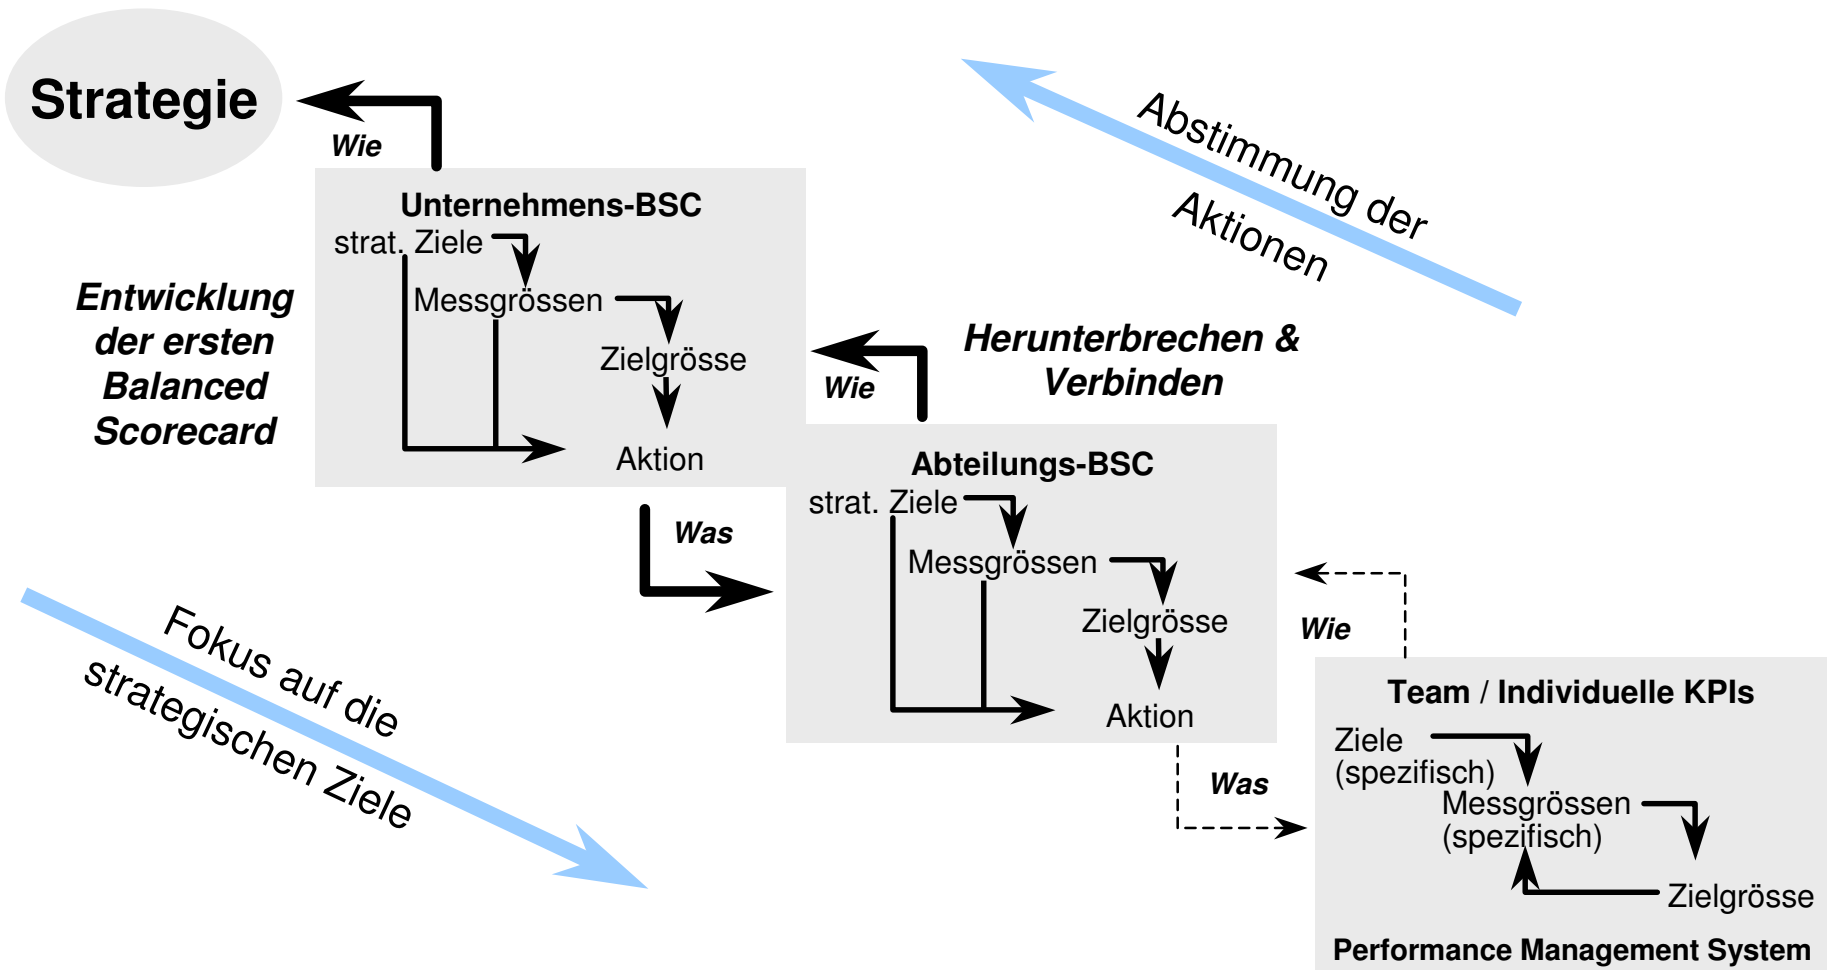 Strategie
Wie
Abstimmung der
Aktionen
Unternehmens-BSC
strat. Ziele
Messgrössen
Zielgrösse
Aktion
Entwicklung
der ersten
Balanced
Scorecard
Herunterbrechen &
Verbinden
Wie
Was
Abteilungs-BSC
strat. Ziele
Messgrössen
Zielgrösse
Aktion
Fokus auf die
strategischen Ziele
Wie
Was
Team / Individuelle KPIs
Ziele
(spezifisch)
Messgrössen
(spezifisch)
Zielgrösse
Performance Management System